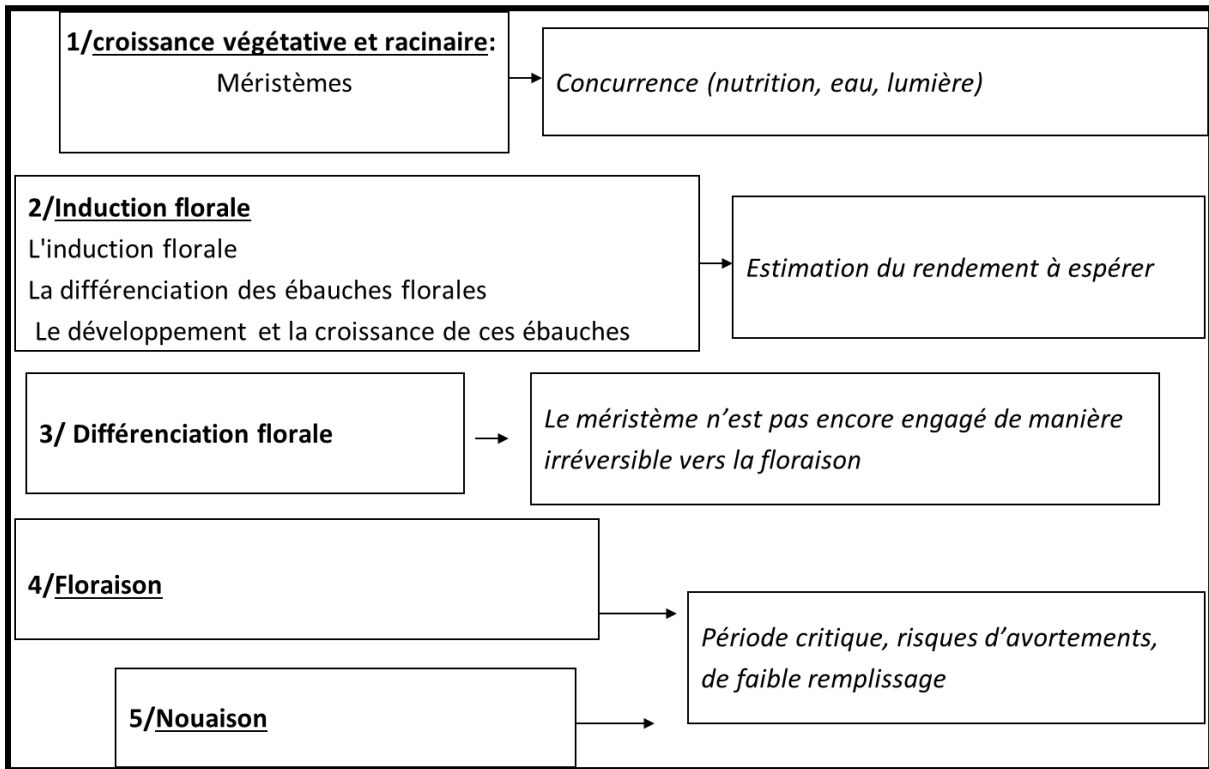 1/croissance végétative et racinaire:
Méristèmes
Concurrence (nutrition, eau, lumière)
2/Induction florale
L'induction florale
La différenciation des ébauches florales
Le développement et la croissance de ces ébauches
Estimation du rendement à espérer
3/ Différenciation florale
Le méristème n’est pas encore engagé de manière
irréversible vers la floraison
4/Floraison
Période critique, risques d’avortements,
de faible remplissage
5/Nouaison